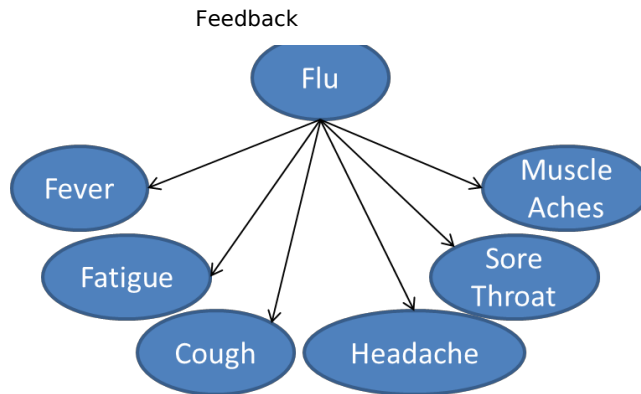 Feedback
Flu
Fever
Muscle
Aches
Fatigue
Sore
Throat
Cough
Headache